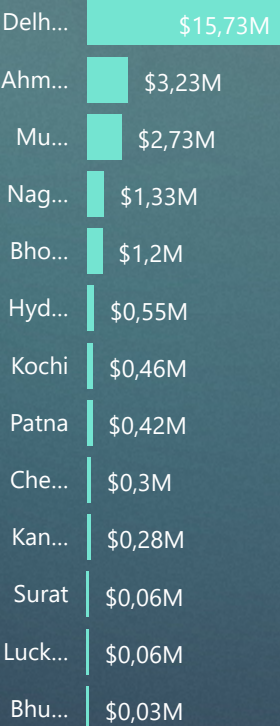 Delh... $15,73M
Ahm... $3,23M
Mu... $2,73M
Nag... $1,33M
Bho... $1,2M
Hyd... $0,55M
Kochi $0,46M
Patna $0,42M
Che... $0,3M
Kan... $0,28M
Surat $0,06M
Luck... $0,06M
Bhu... $0,03M